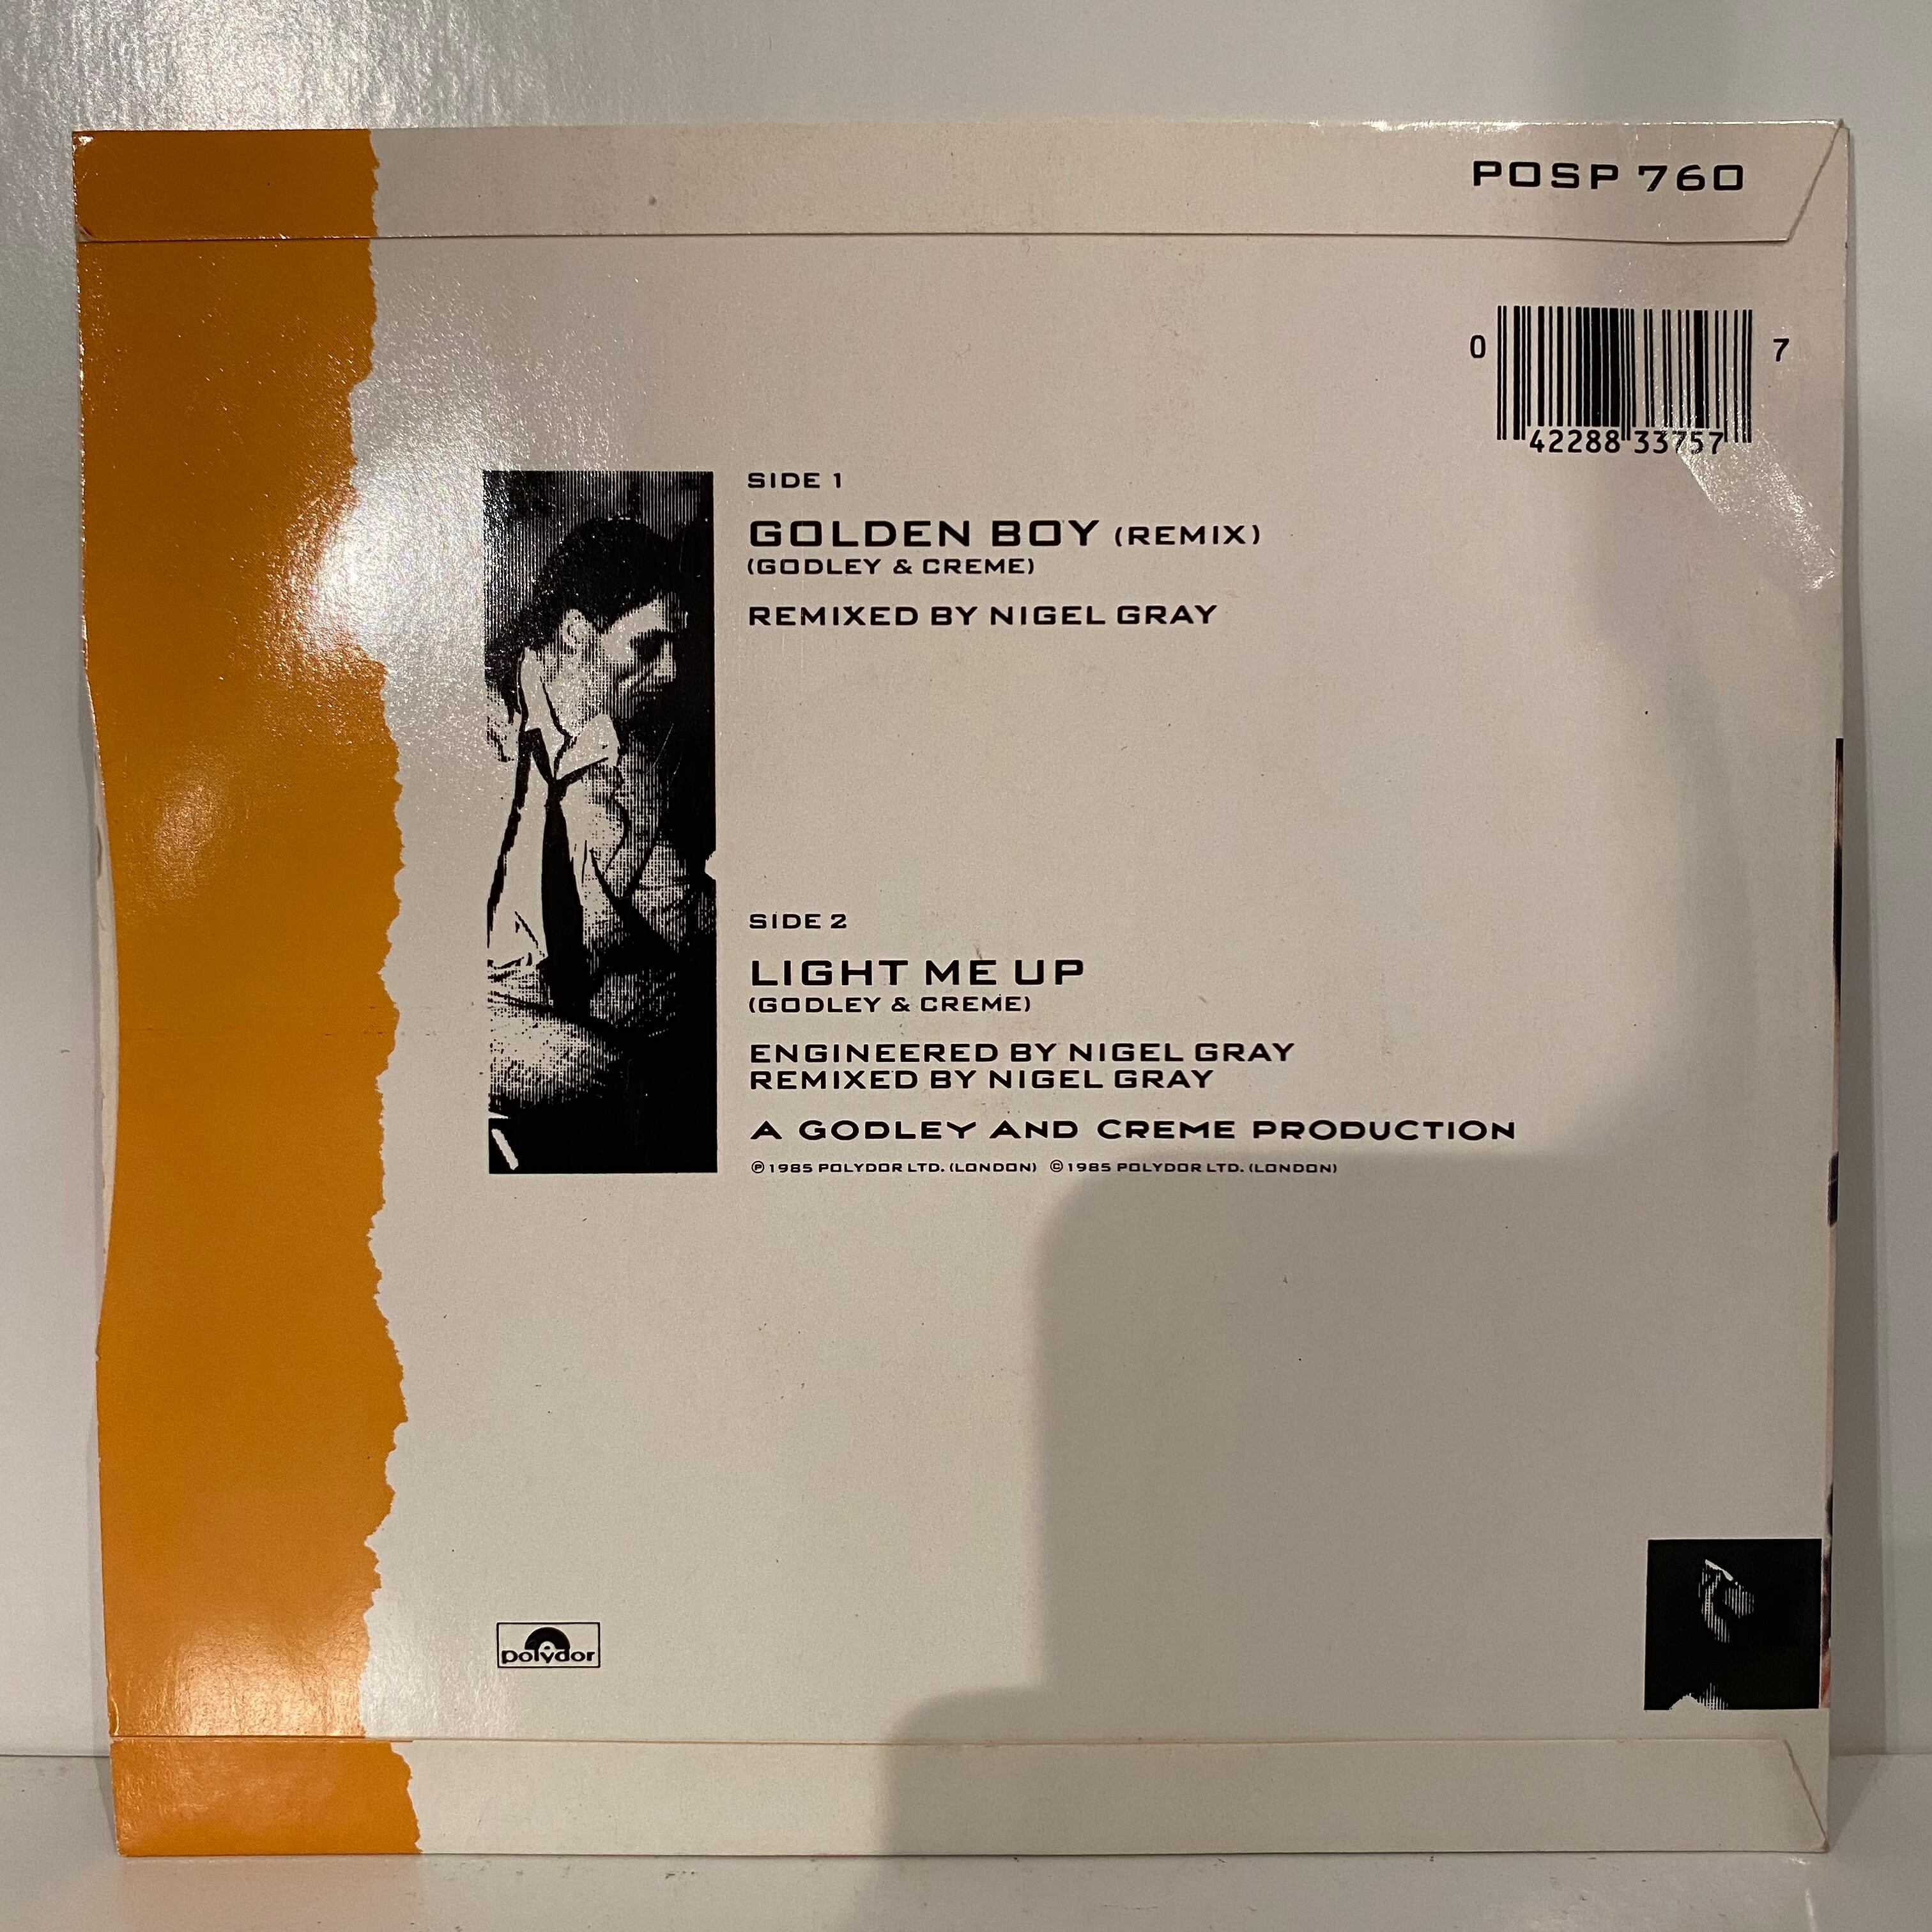 POSP 760
0 42288 33757 7
SIDE 1
GOLDEN BOY (REMIX)
(GODLEY & CREME)
REMIXED BY NIGEL GRAY
SIDE 2
LIGHT ME UP
(GODLEY & CREME)
ENGINEERED BY NIGEL GRAY
REMIXED BY NIGEL GRAY
A GODLEY AND CREME PRODUCTION
℗ 1985 POLYDOR LTD. (LONDON) © 1985 POLYDOR LTD. (LONDON)
polydor